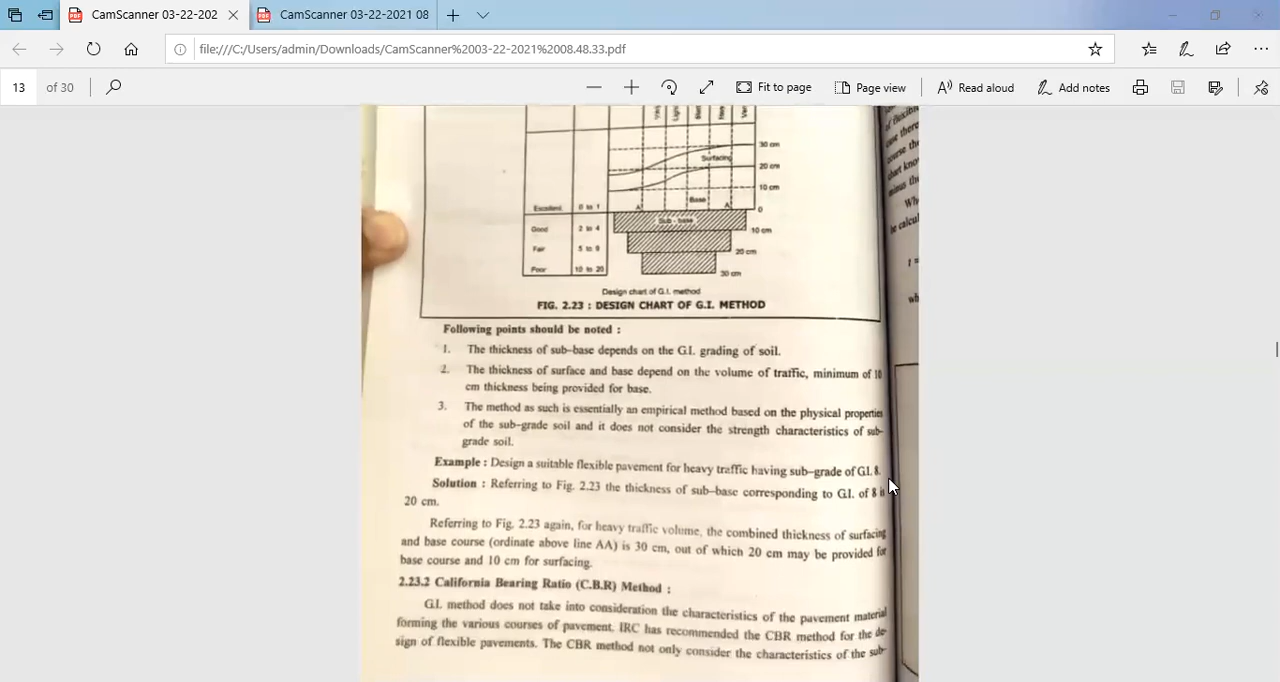 CamScanner 03-22-202
CamScanner 03-22-2021 08
file:///C:/Users/admin/Downloads/CamScanner%2003-22-2021%2008.48.33.pdf
13 of 30
Fit to page
Page view
Read aloud
Add notes
30 cm
Surfacing
20 cm
10 cm
Base
Excellent 0 to 1 A A 0
Sub - base
Good 2 to 4 10 cm
Fair 5 to 9 20 cm
Poor 10 to 20 30 cm
Design chart of G.I. method
FIG. 2.23 : DESIGN CHART OF G.I. METHOD
Following points should be noted :
1. The thickness of sub-base depends on the G.I. grading of soil.
2. The thickness of surface and base depend on the volume of traffic, minimum of 10
cm thickness being provided for base.
3. The method as such is essentially an empirical method based on the physical properties
of the sub-grade soil and it does not consider the strength characteristics of sub-
grade soil.
Example : Design a suitable flexible pavement for heavy traffic having sub-grade of G.I. 8.
Solution : Referring to Fig. 2.23 the thickness of sub-base corresponding to G.I. of 8 is
20 cm.
Referring to Fig. 2.23 again, for heavy traffic volume, the combined thickness of surfacing
and base course (ordinate above line AA) is 30 cm, out of which 20 cm may be provided for
base course and 10 cm for surfacing.
2.23.2 California Bearing Ratio (C.B.R) Method :
G.I. method does not take into consideration the characteristics of the pavement material
forming the various courses of pavement. IRC has recommended the CBR method for the de-
sign of flexible pavements. The CBR method not only consider the characteristics of the sub-